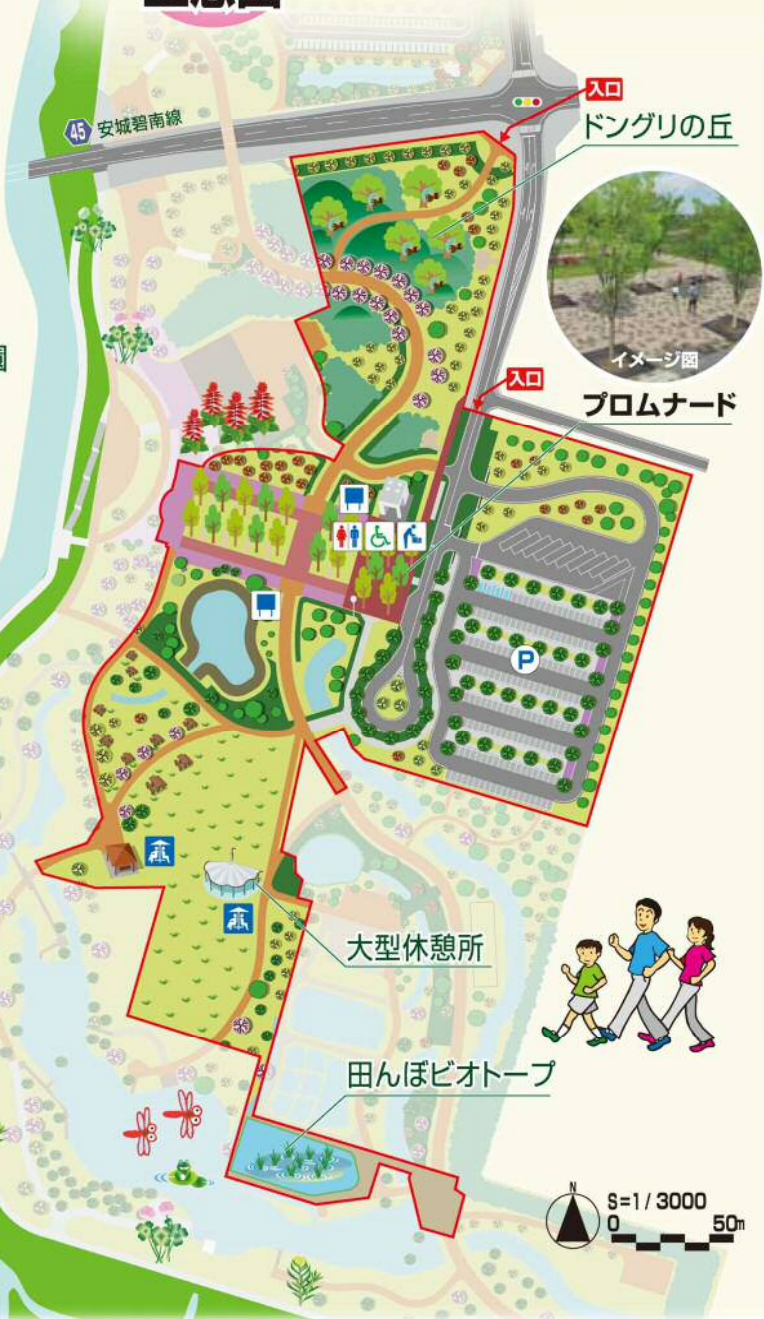 入口
ドングリの丘
45 安城碧南線
イメージ図
園
入口
プロムナード
P
大型休憩所
田んぼビオトープ
N
S=1/3000
0 50m